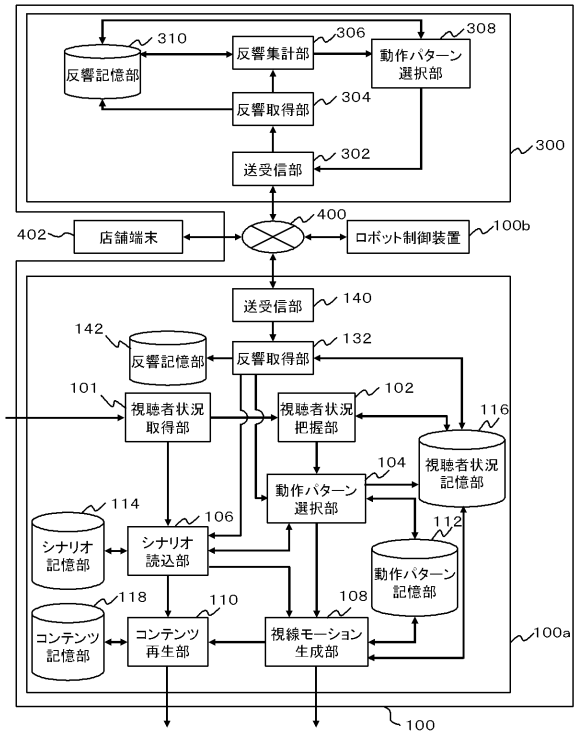 310
反響記憶部
306
反響集計部
308
動作パターン
選択部
304
反響取得部
302
送受信部
300
400
402
店舗端末
100b
ロボット制御装置
送受信部
140
142
反響記憶部
132
反響取得部
101
視聴者状況
取得部
102
視聴者状況
把握部
116
視聴者状況
記憶部
104
動作パターン
選択部
114
シナリオ
記憶部
106
シナリオ
読込部
112
動作パターン
記憶部
118
コンテンツ
記憶部
110
コンテンツ
再生部
108
視線モーション
生成部
100a
100